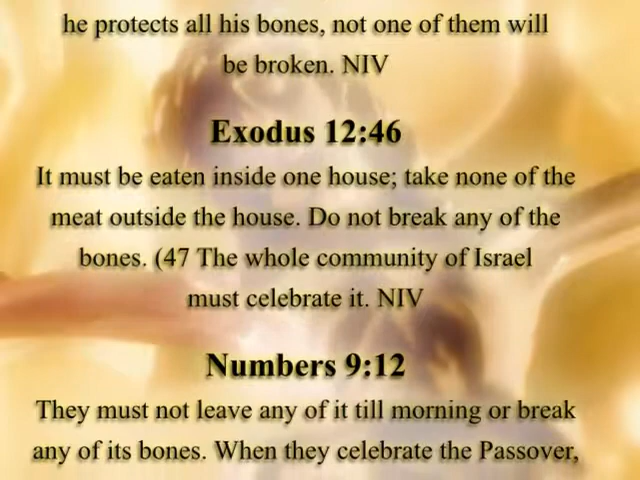 he protects all his bones, not one of them will
be broken. NIV
Exodus 12:46
It must be eaten inside one house; take none of the
meat outside the house. Do not break any of the
bones. (47 The whole community of Israel
must celebrate it. NIV
Numbers 9:12
They must not leave any of it till morning or break
any of its bones. When they celebrate the Passover,